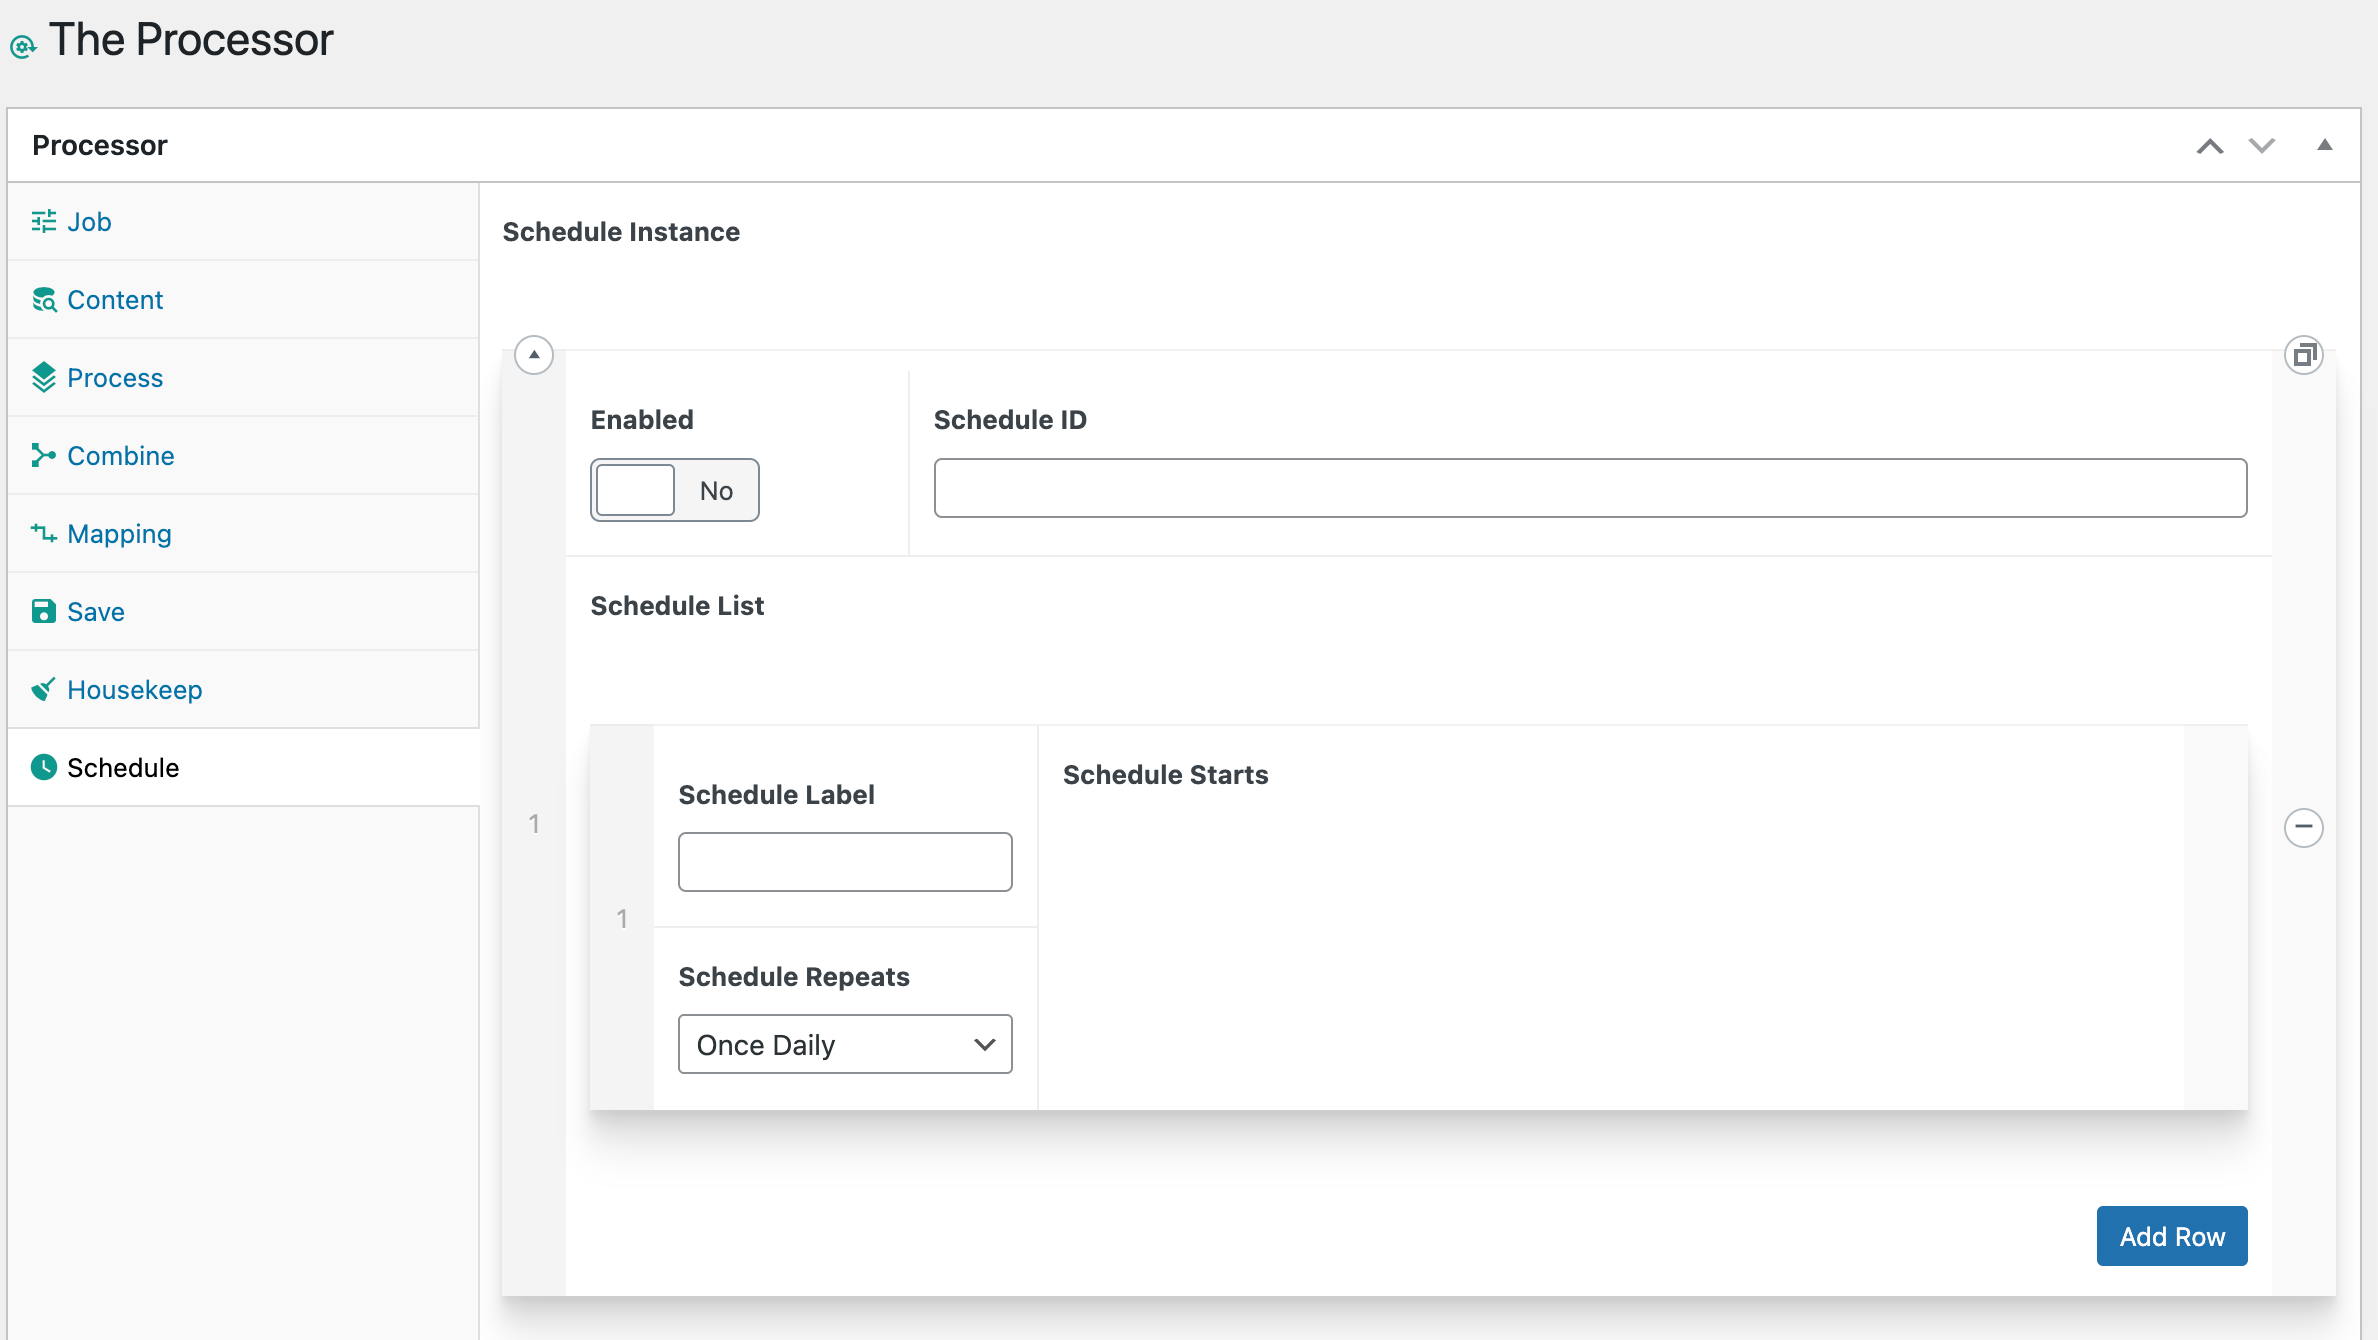 The Processor
Processor
Job
Content
Process
Combine
Mapping
Save
Housekeep
Schedule
Schedule Instance
Enabled
No
Schedule ID
1
Schedule List
1
Schedule Label
Schedule Repeats
Once Daily
Schedule Starts
Add Row